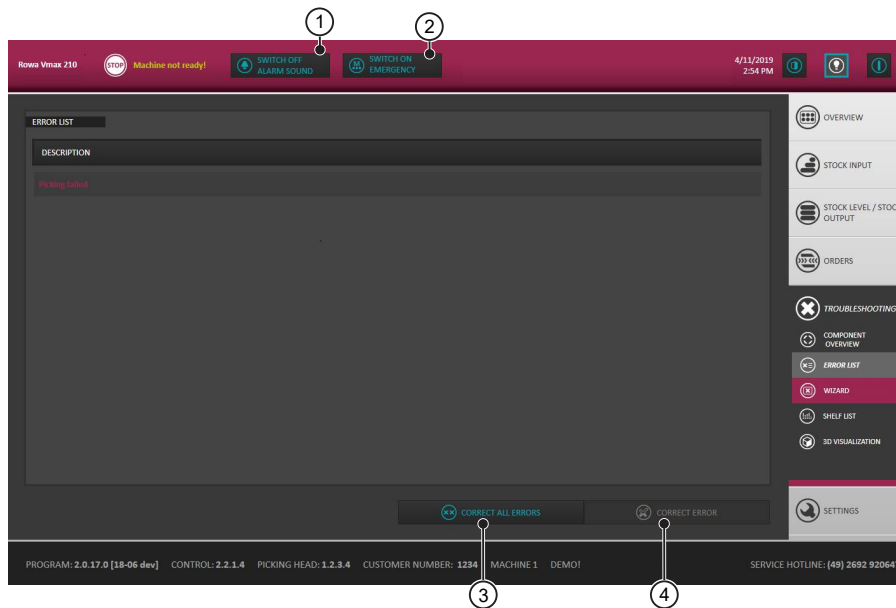 1
2
Rowa Vmax 210
STOP
Machine not ready!
SWITCH OFF
ALARM SOUND
SWITCH ON
EMERGENCY
4/11/2019
2:54 PM
ERROR LIST
DESCRIPTION
Picking failed
OVERVIEW
STOCK INPUT
STOCK LEVEL / STOC
OUTPUT
ORDERS
TROUBLESHOOTING
COMPONENT
OVERVIEW
ERROR LIST
WIZARD
SHELF LIST
3D VISUALIZATION
SETTINGS
CORRECT ALL ERRORS
CORRECT ERROR
PROGRAM: 2.0.17.0 [18-06 dev] CONTROL: 2.2.1.4 PICKING HEAD: 1.2.3.4 CUSTOMER NUMBER: 1234 MACHINE 1 DEMO! SERVICE HOTLINE: (49) 2692 92064
3
4